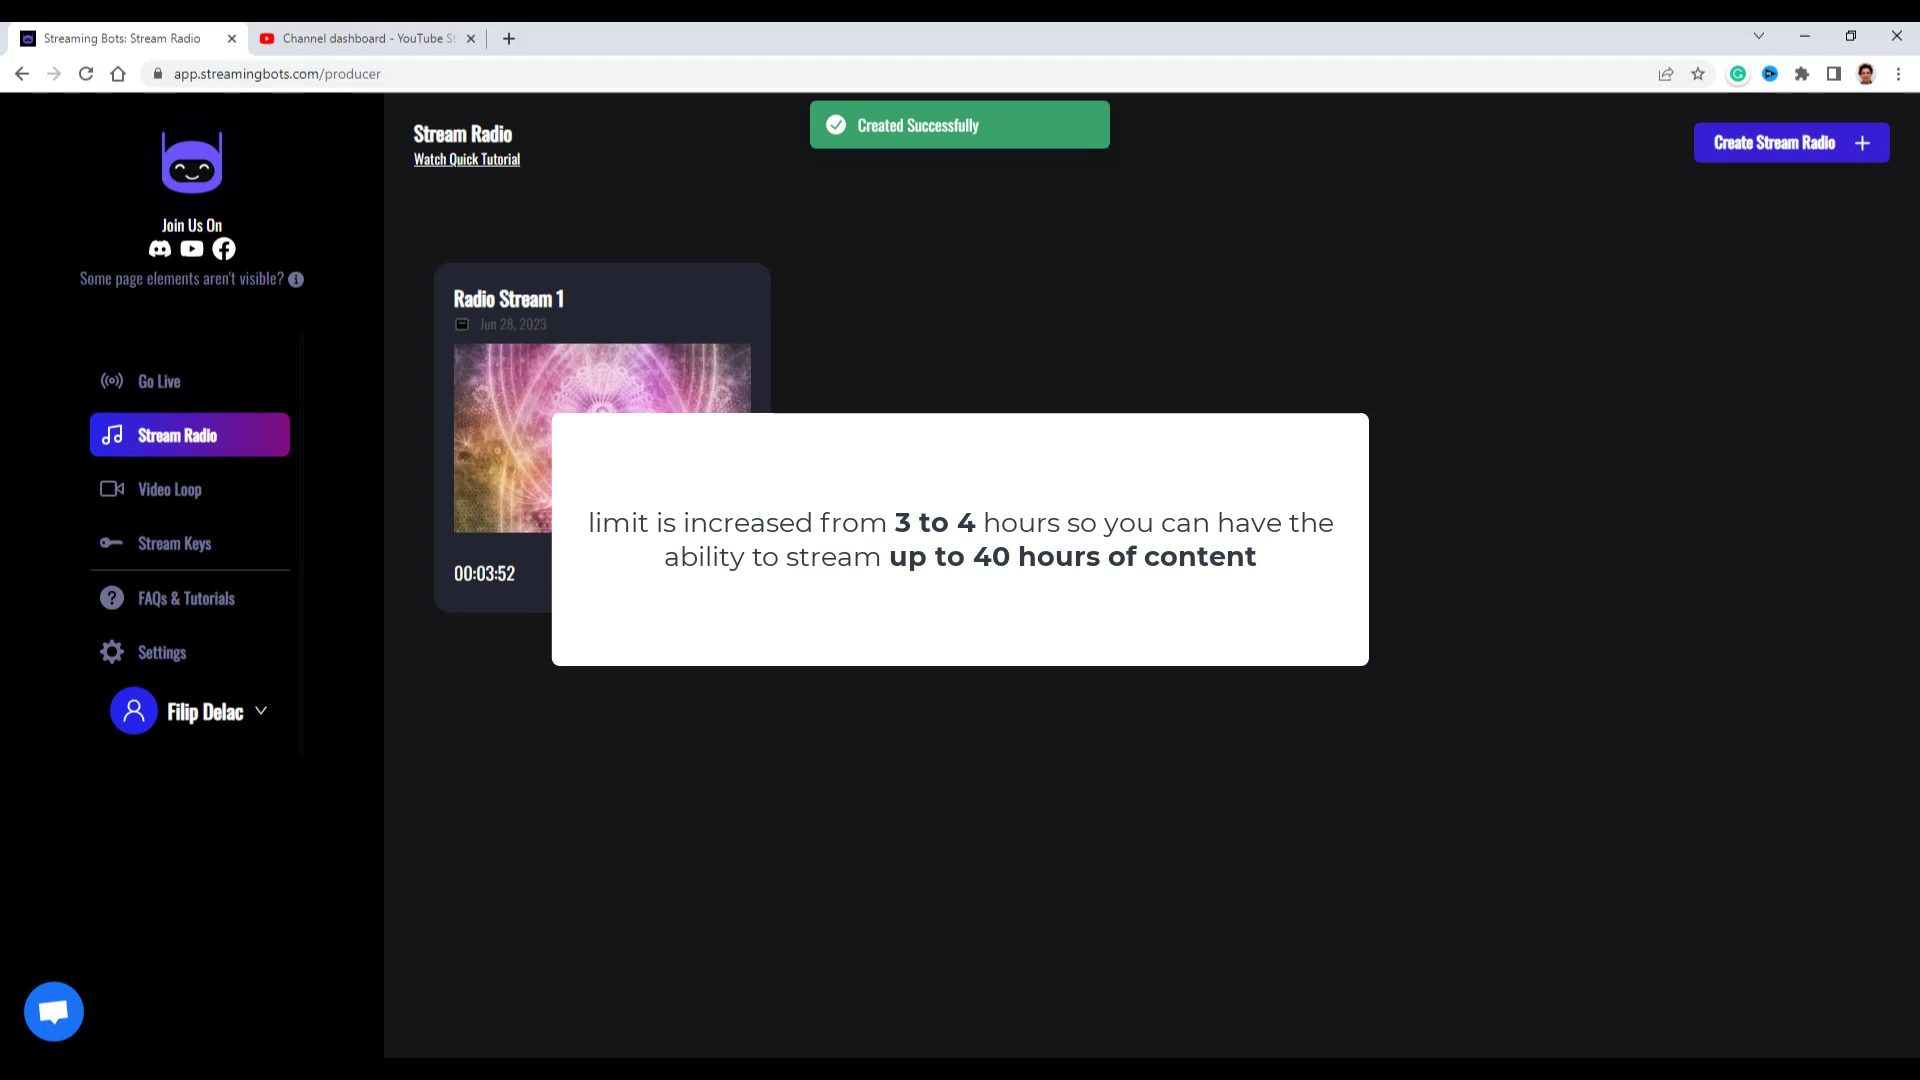 Streaming Bots: Stream Radio
Channel dashboard - YouTube St
app.streamingbots.com/producer
Join Us On
Some page elements aren't visible?
Go Live
Stream Radio
Video Loop
Stream Keys
FAQs & Tutorials
Settings
Filip Delac
Stream Radio
Watch Quick Tutorial
Created Successfully
Create Stream Radio +
Radio Stream 1
Jun 28, 2023
00:03:52
limit is increased from 3 to 4 hours so you can have the
ability to stream up to 40 hours of content